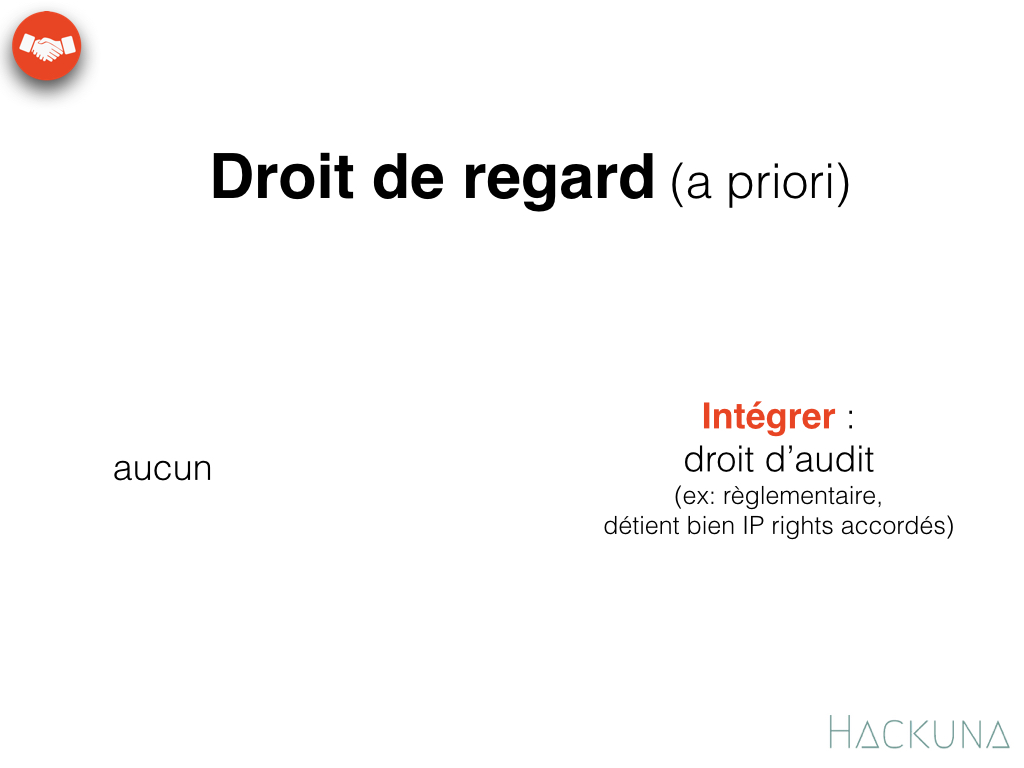 Droit de regard (a priori)
aucun
Intégrer :
droit d’audit
(ex: règlementaire,
détient bien IP rights accordés)
HACKUNA